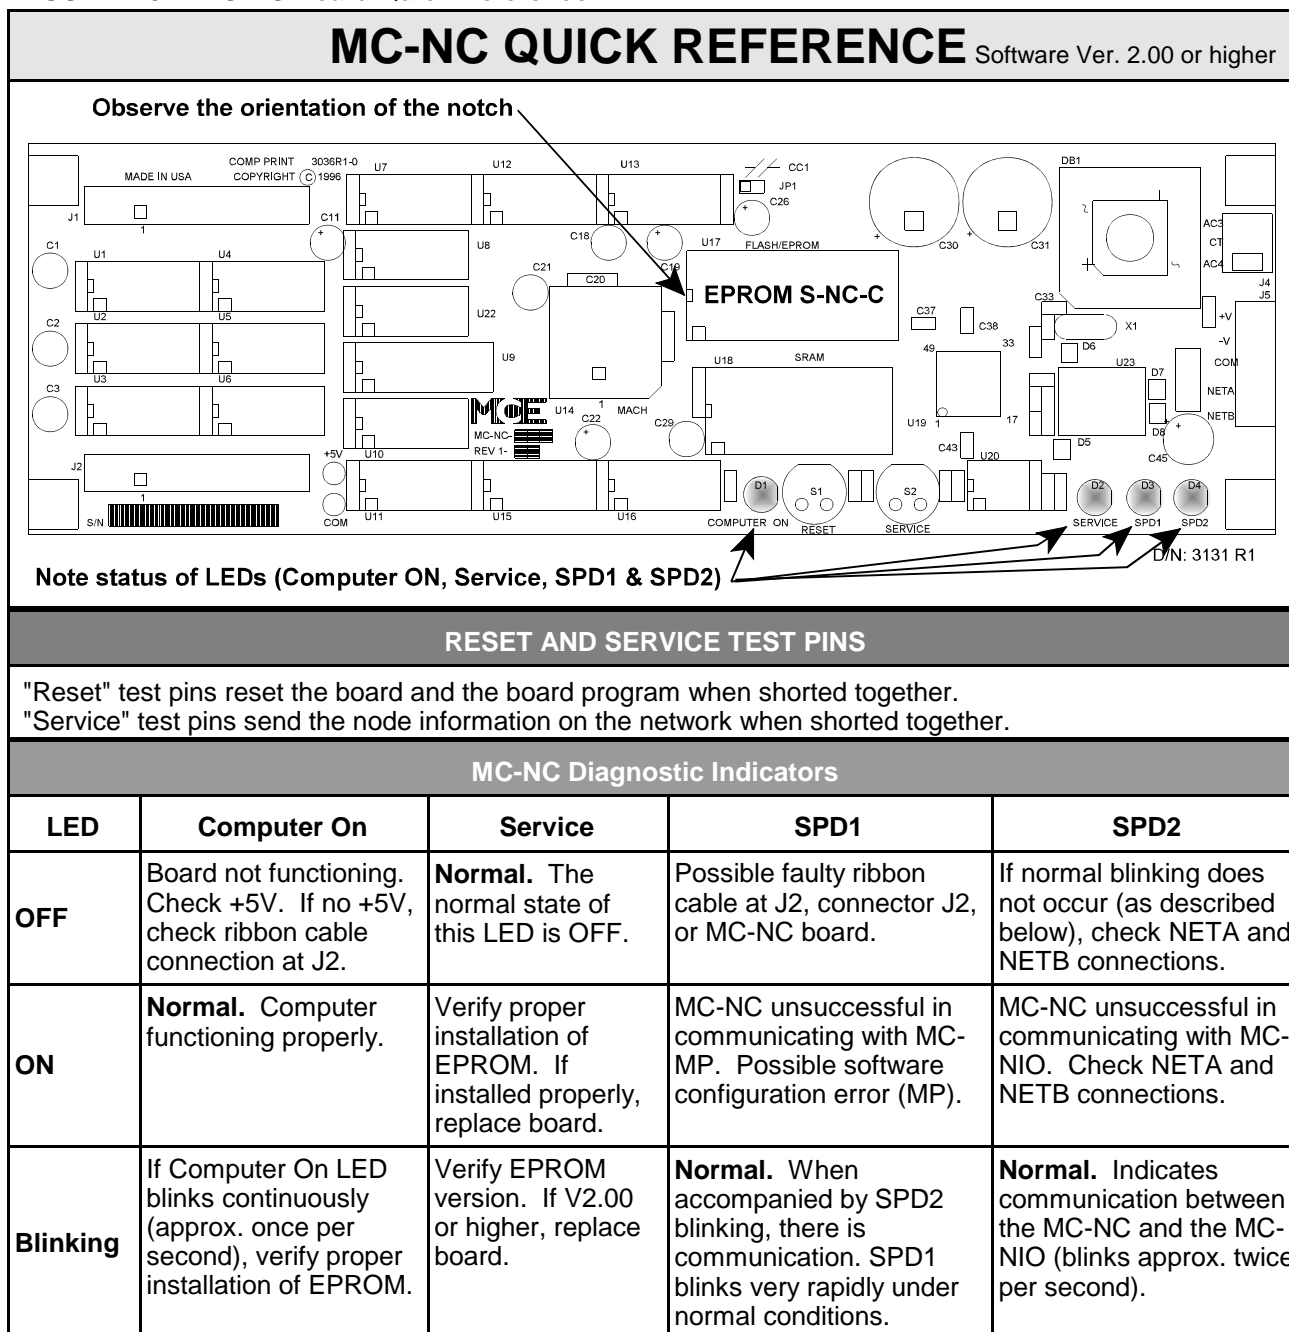 MC-NC QUICK REFERENCE Software Ver. 2.00 or higher
Observe the orientation of the notch
COMP PRINT 3036R1-0
MADE IN USA COPYRIGHT © 1996
U7 U12 U13 CC1 DB1
JP1
J1 1 C11 C26
C1 U1 U4 U8 C18 C19 U17 FLASH/EPROM C30 C31 AC3
CT
AC4
C21 C20
EPROM S-NC-C
J4
J5
C2 U2 U5 U22 C37 C38 C33 X1 +V
-V
U9 U18 SRAM 49 33 D6 U23 COM
C3 U3 U6 D7 NETA
MCE U14 1 MACH
MC-NC-
REV 1-
C22 C29 U19 1 17 D8 NETB
J2 1 +5V U10 C43 U20 D5 C45
S/N COM U11 U15 U16 D1 S1 S2 D2 D3 D4
COMPUTER ON RESET SERVICE SERVICE SPD1 SPD2
D/N: 3131 R1
Note status of LEDs (Computer ON, Service, SPD1 & SPD2)
RESET AND SERVICE TEST PINS
"Reset" test pins reset the board and the board program when shorted together.
"Service" test pins send the node information on the network when shorted together.
MC-NC Diagnostic Indicators
LED Computer On Service SPD1 SPD2
OFF
Board not functioning.
Check +5V. If no +5V,
check ribbon cable
connection at J2.
Normal. The
normal state of
this LED is OFF.
Possible faulty ribbon
cable at J2, connector J2,
or MC-NC board.
If normal blinking does
not occur (as described
below), check NETA and
NETB connections.
ON
Normal. Computer
functioning properly.
Verify proper
installation of
EPROM. If
installed properly,
replace board.
MC-NC unsuccessful in
communicating with MC-
MP. Possible software
configuration error (MP).
MC-NC unsuccessful in
communicating with MC-
NIO. Check NETA and
NETB connections.
Blinking
If Computer On LED
blinks continuously
(approx. once per
second), verify proper
installation of EPROM.
Verify EPROM
version. If V2.00
or higher, replace
board.
Normal. When
accompanied by SPD2
blinking, there is
communication. SPD1
blinks very rapidly under
normal conditions.
Normal. Indicates
communication between
the MC-NC and the MC-
NIO (blinks approx. twice
per second).